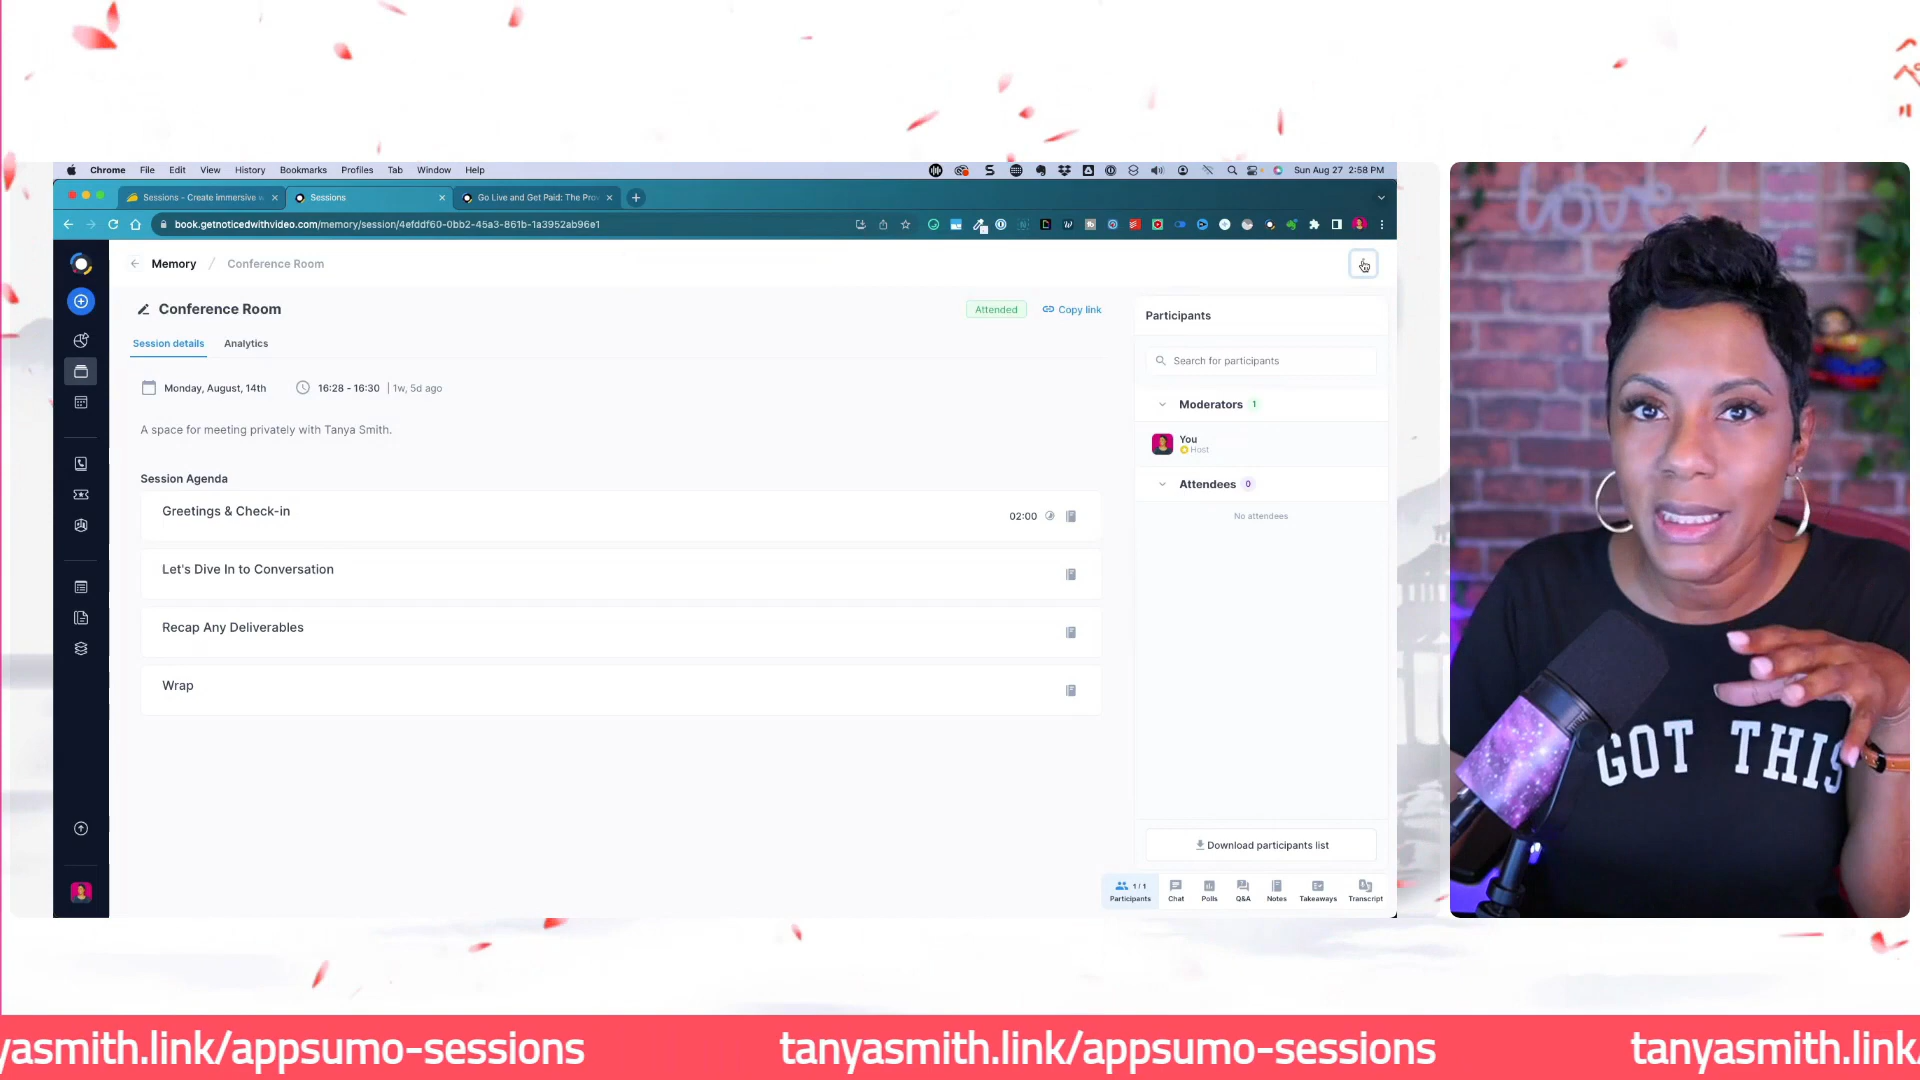 ペ
Chrome File Edit View History Bookmarks Profiles Tab Window Help
Sun Aug 27 2:58 PM
Sessions - Create immersive
Sessions
Go Live and Get Paid: The Pro
book.getnoticedwithvideo.com/memory/session/4efddf60-0bb2-45a3-861b-1a3952ab96e1
Memory / Conference Room
Conference Room
Attended
Copy link
Session details
Analytics
Monday, August, 14th
16:28 - 16:30 | 1w, 5d ago
A space for meeting privately with Tanya Smith.
Session Agenda
Greetings & Check-in
02:00
Let's Dive In to Conversation
Recap Any Deliverables
Wrap
Participants
Search for participants
Moderators 1
You
Host
Attendees 0
No attendees
Download participants list
1/1
Participants
Chat
Polls
Q&A
Notes
Takeaways
Transcript
love
GOT THIS
yasmith.link/appsumo-sessions tanyasmith.link/appsumo-sessions tanyasmith.link/